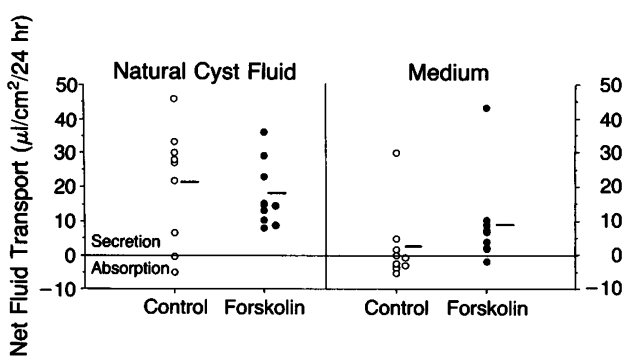 Net Fluid Transport (μl/cm²/24 hr)
Natural Cyst Fluid
Medium
50
40
30
20
10
0
−10
Secretion
Absorption
50
40
30
20
10
0
−10
Control
Forskolin
Control
Forskolin